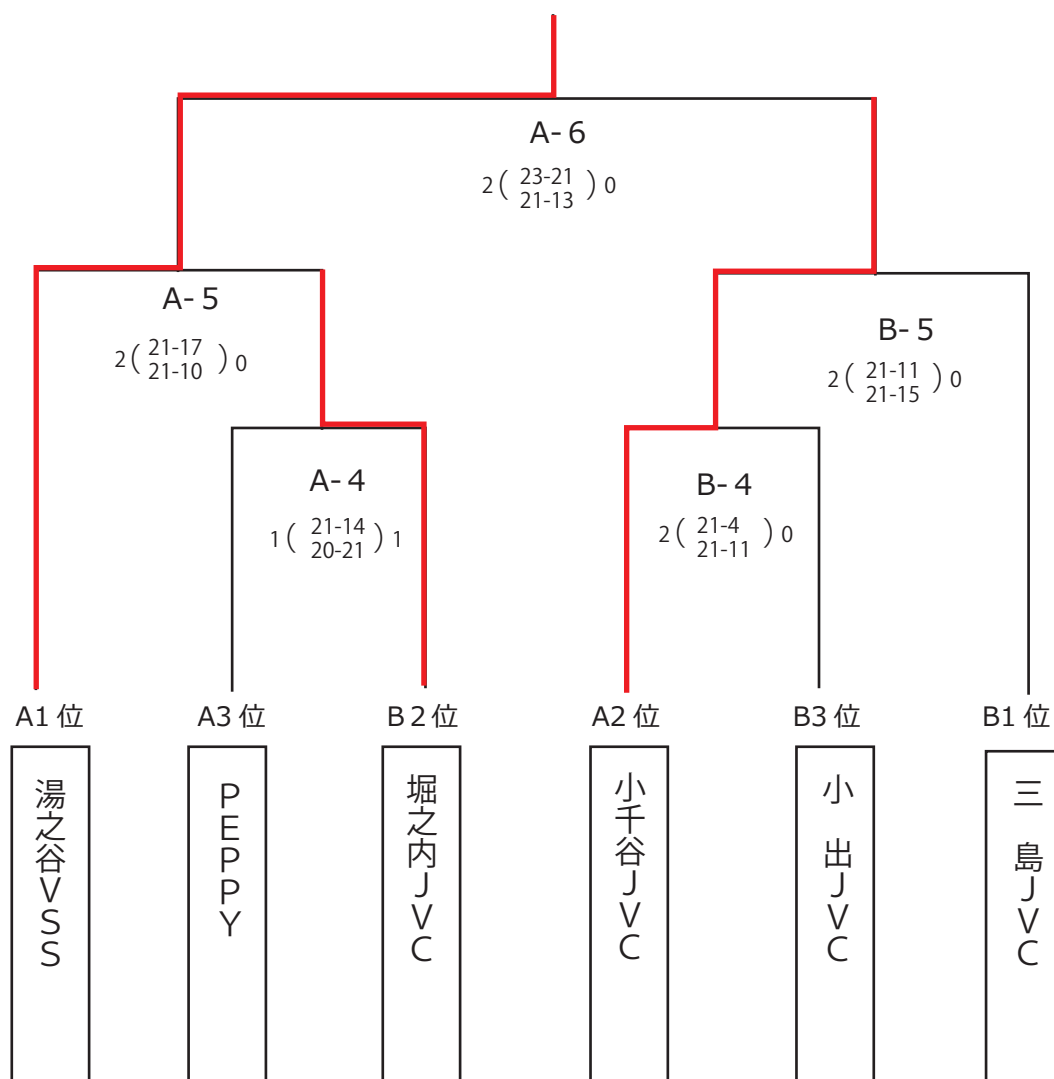 A-6
2 ( 23-21 ) 0
21-13
A-5
2 ( 21-17 ) 0
21-10
B-5
2 ( 21-11 ) 0
21-15
A-4
1 ( 21-14 ) 1
20-21
B-4
2 ( 21-4 ) 0
21-11
A1位
A3位
B2位
A2位
B3位
B1位
湯之谷VSS
PEPPY
堀之内JVC
小千谷JVC
小 出JVC
三 島JVC